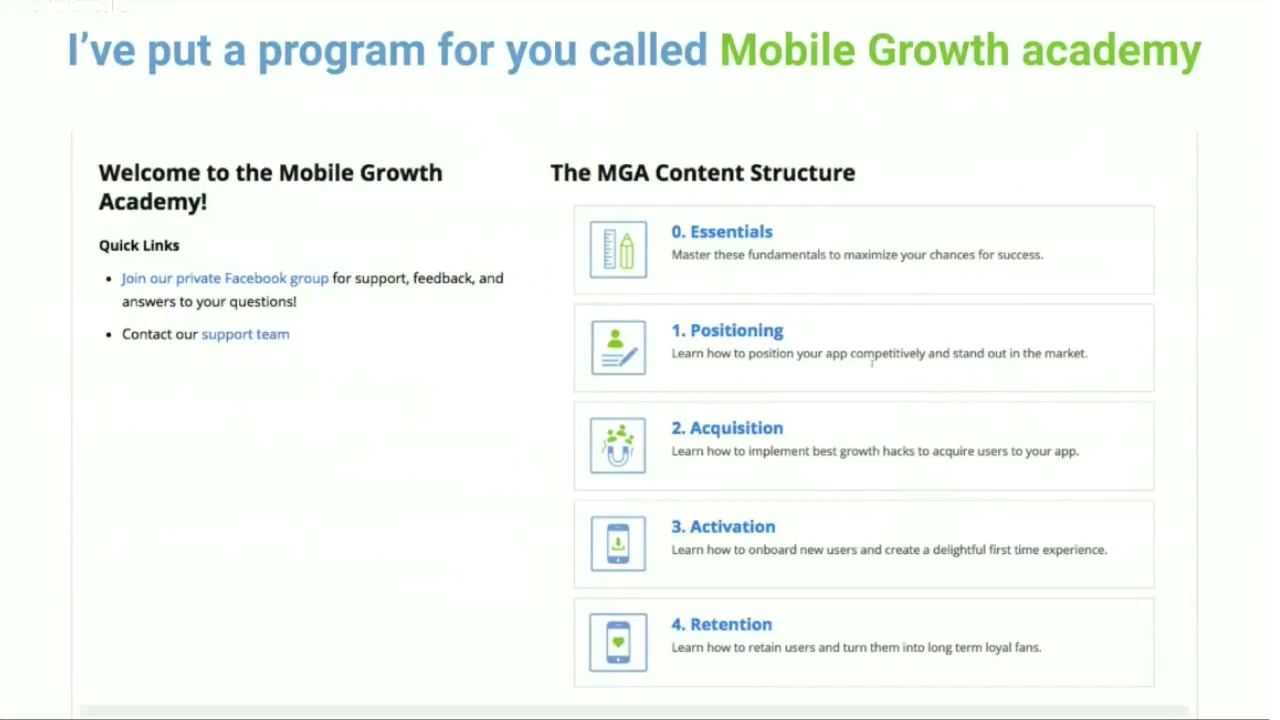 I've put a program for you called Mobile Growth academy
Welcome to the Mobile Growth
Academy!
Quick Links
• Join our private Facebook group for support, feedback, and
answers to your questions!
• Contact our support team
The MGA Content Structure
0. Essentials
Master these fundamentals to maximize your chances for success.
1. Positioning
Learn how to position your app competitively and stand out in the market.
2. Acquisition
Learn how to implement best growth hacks to acquire users to your app.
3. Activation
Learn how to onboard new users and create a delightful first time experience.
4. Retention
Learn how to retain users and turn them into long term loyal fans.